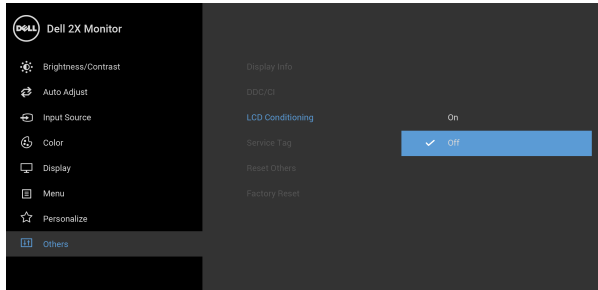 DELL Dell 2X Monitor
Brightness/Contrast
Auto Adjust
Input Source
Color
Display
Menu
Personalize
Others
Display Info
DDC/CI
LCD Conditioning On
Service Tag Off
Reset Others
Factory Reset